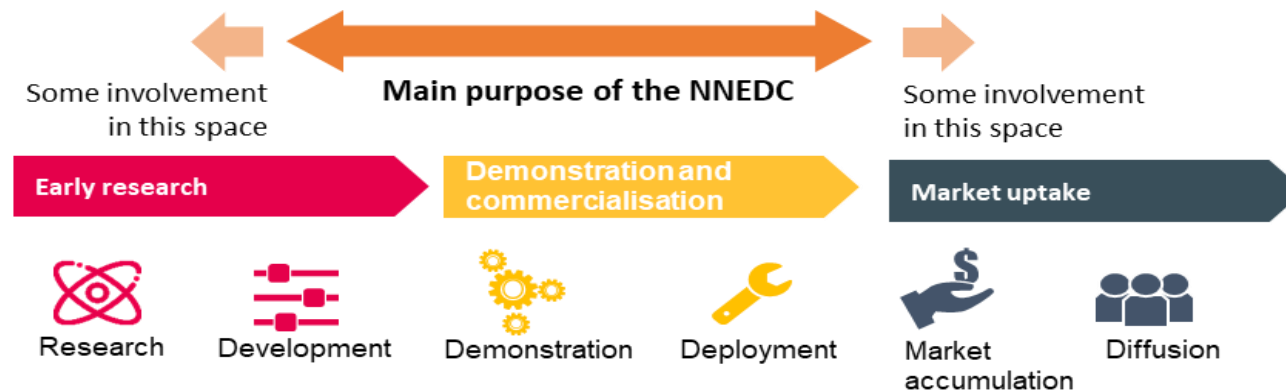 Main purpose of the NNEDC
Some involvement
in this space
Some involvement
in this space
Early research
Demonstration and
commercialisation
Market uptake
$
Research
Development
Demonstration
Deployment
Market
accumulation
Diffusion